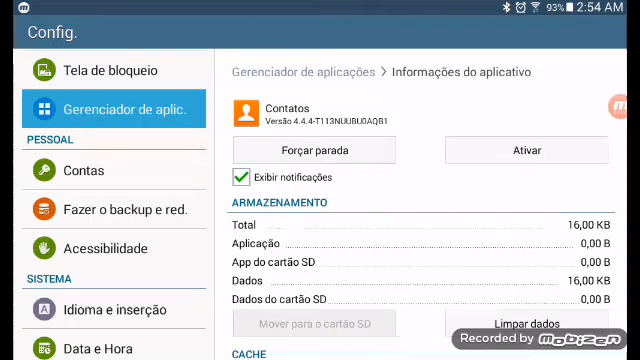 93% 2:54 AM
Config.
Tela de bloqueio
Gerenciador de aplic.
PESSOAL
Contas
Fazer o backup e red.
Acessibilidade
SISTEMA
Idioma e inserção
Data e Hora
Gerenciador de aplicações > Informações do aplicativo
Contatos
Versão 4.4.4-T113NUUBU0AQB1
Forçar parada
Ativar
Exibir notificações
ARMAZENAMENTO
Total 16,00 KB
Aplicação 0,00 B
App do cartão SD 0,00 B
Dados 16,00 KB
Dados do cartão SD 0,00 B
Mover para o cartão SD
Limpar dados
CACHE
Recorded by Mobizen